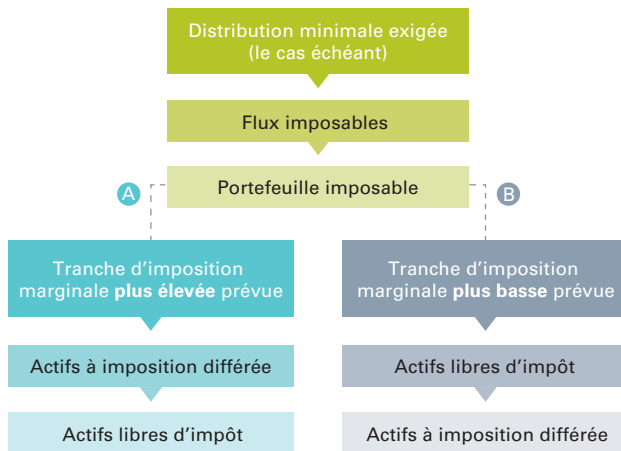 Distribution minimale exigée
(le cas échéant)
Flux imposables
Portefeuille imposable
A
B
Tranche d’imposition
marginale plus élevée prévue
Actifs à imposition différée
Actifs libres d’impôt
Tranche d’imposition
marginale plus basse prévue
Actifs libres d’impôt
Actifs à imposition différée